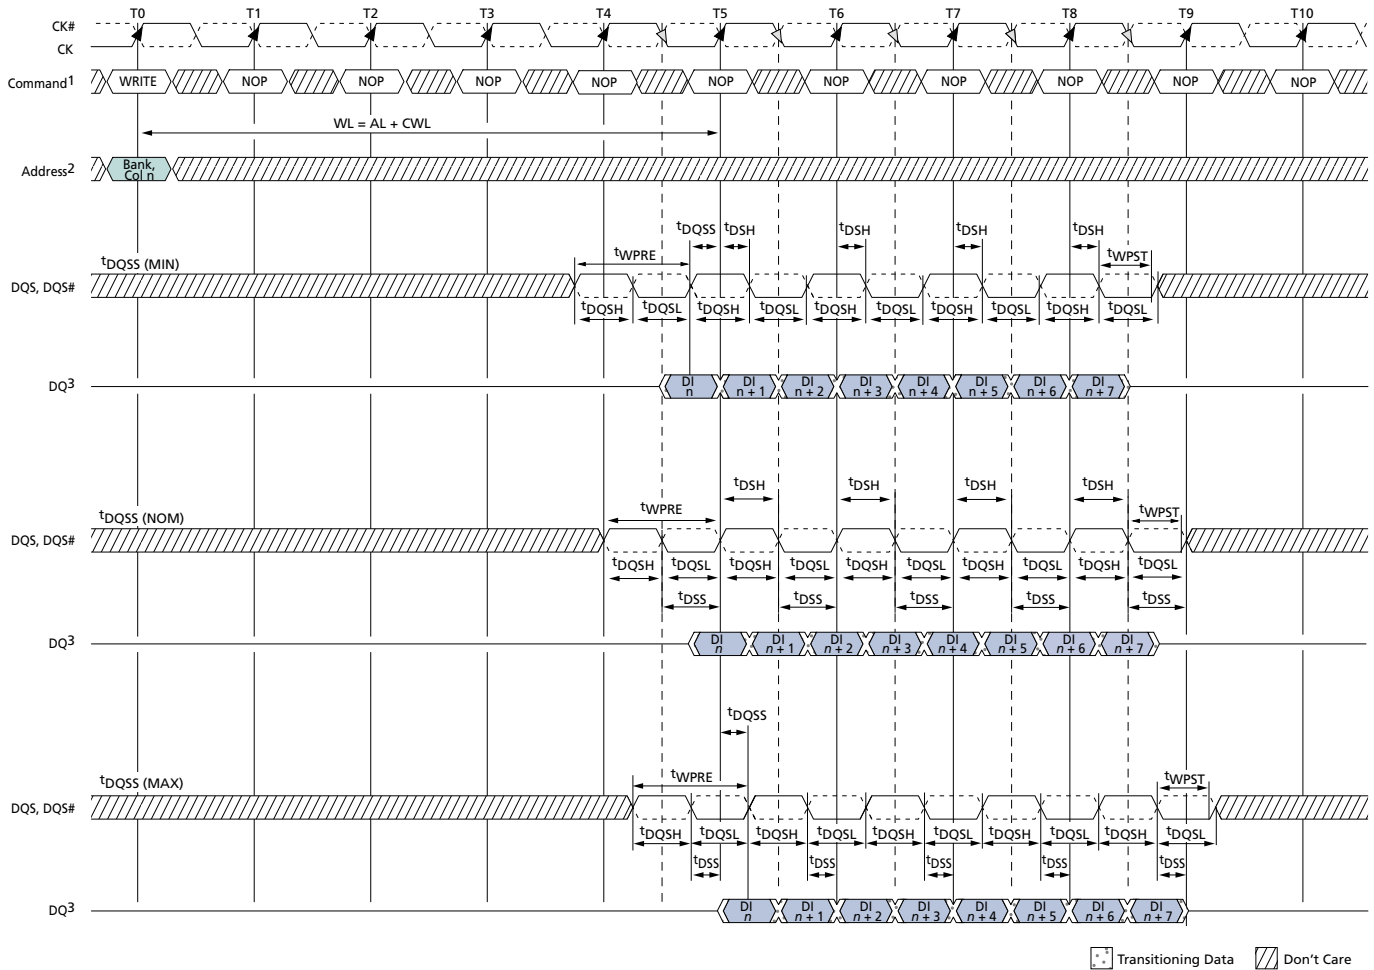 T0 T1 T2 T3 T4 T5 T6 T7 T8 T9 T10
CK#
CK
Command1 WRITE NOP NOP NOP NOP NOP NOP NOP NOP NOP NOP
WL = AL + CWL
Address2 Bank, Col n
tDQSS tDSH tDSH tDSH tDSH
tWPRE tWPST
tDQSS (MIN)
DQS, DQS#
tDQSH tDQSL tDQSH tDQSL tDQSH tDQSL tDQSH tDQSL tDQSH tDQSL
DQ3 DI n DI n + 1 DI n + 2 DI n + 3 DI n + 4 DI n + 5 DI n + 6 DI n + 7
tDSH tDSH tDSH tDSH
tWPRE tWPST
tDQSS (NOM)
DQS, DQS#
tDQSH tDQSL tDQSH tDQSL tDQSH tDQSL tDQSH tDQSL tDQSH tDQSL
tDSS tDSS tDSS tDSS tDSS
DQ3 DI n DI n + 1 DI n + 2 DI n + 3 DI n + 4 DI n + 5 DI n + 6 DI n + 7
tDQSS
tWPRE tWPST
tDQSS (MAX)
DQS, DQS#
tDQSH tDQSL tDQSH tDQSL tDQSH tDQSL tDQSH tDQSL tDQSH tDQSL
tDSS tDSS tDSS tDSS tDSS
DQ3 DI n DI n + 1 DI n + 2 DI n + 3 DI n + 4 DI n + 5 DI n + 6 DI n + 7
Transitioning Data Don't Care